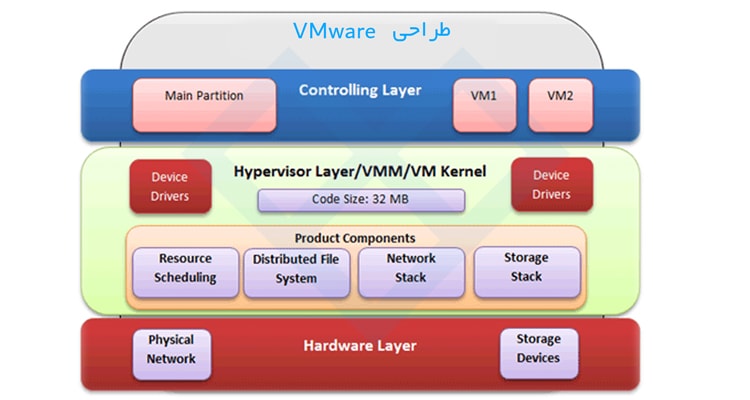 طراحی VMware
Main Partition
Controlling Layer
VM1
VM2
Device
Drivers
Hypervisor Layer/VMM/VM Kernel
Code Size: 32 MB
Device
Drivers
Product Components
Resource
Scheduling
Distributed File
System
Network
Stack
Storage
Stack
Physical
Network
Hardware Layer
Storage
Devices